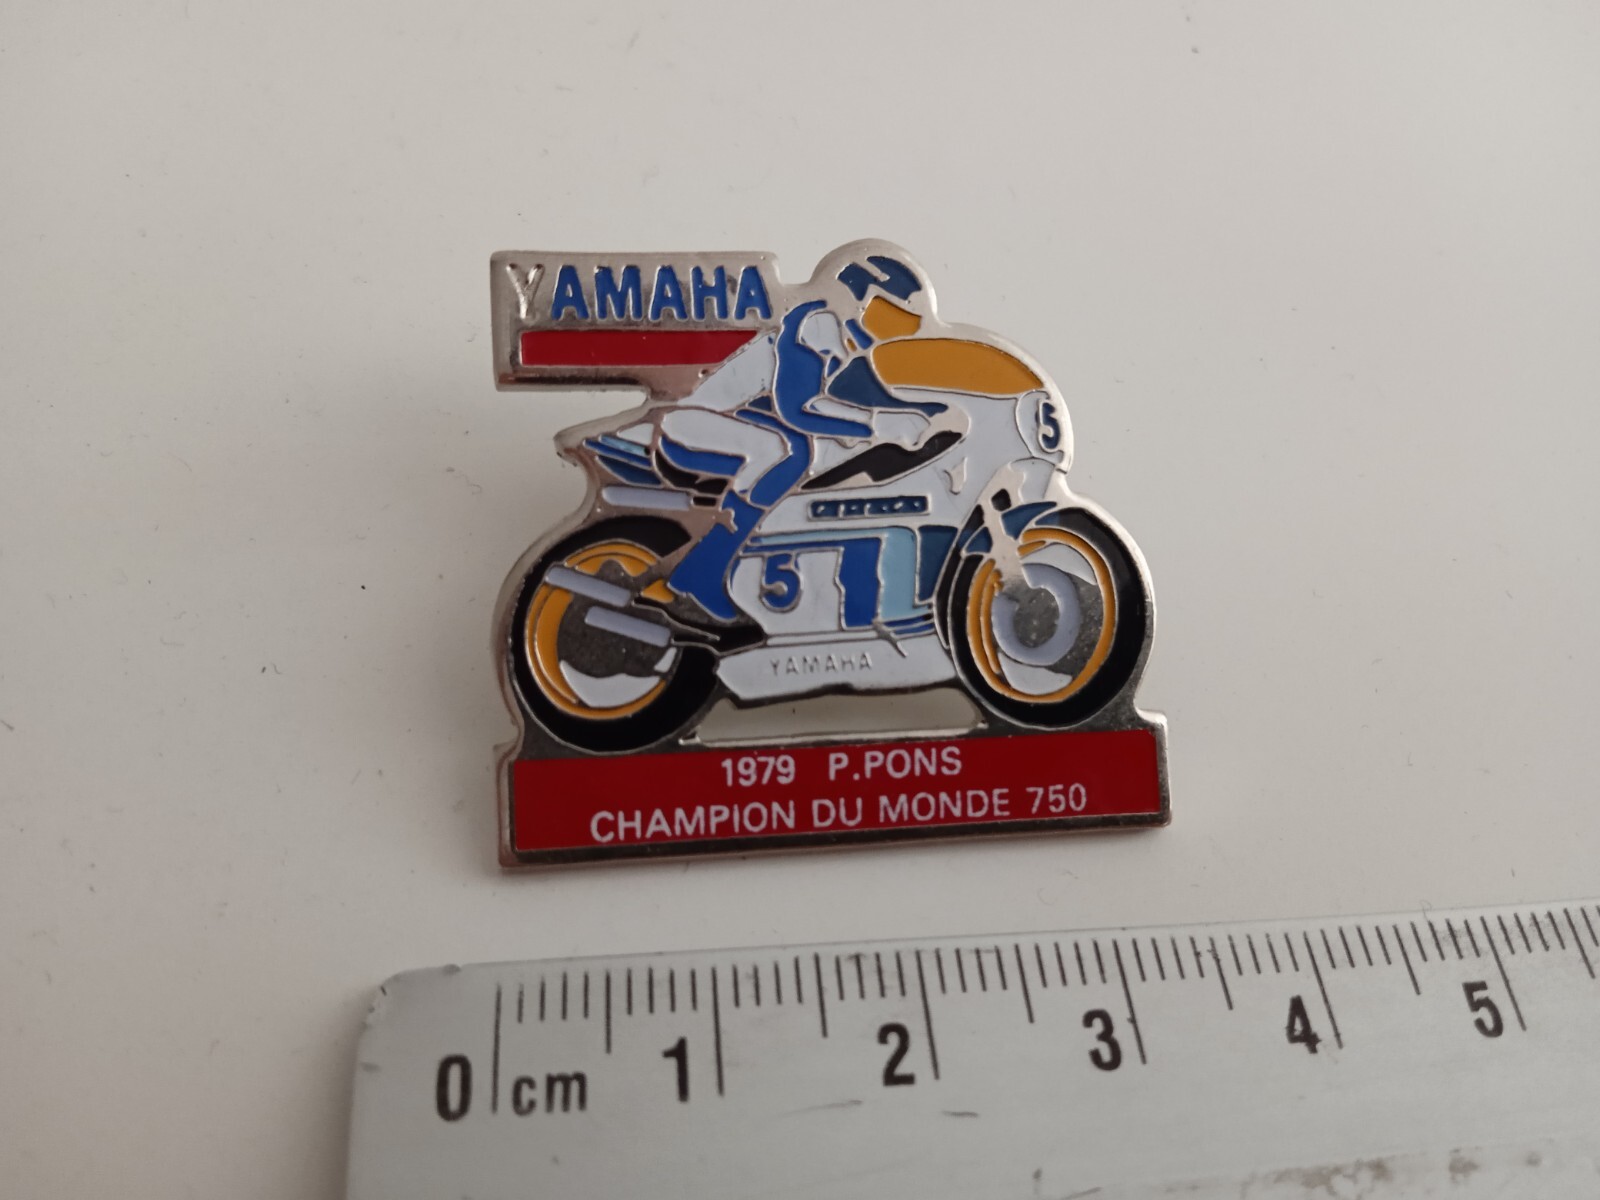 YAMAHA
5
5
YAMAHA
1979 P.PONS
CHAMPION DU MONDE 750
0 cm 1 2 3 4 5